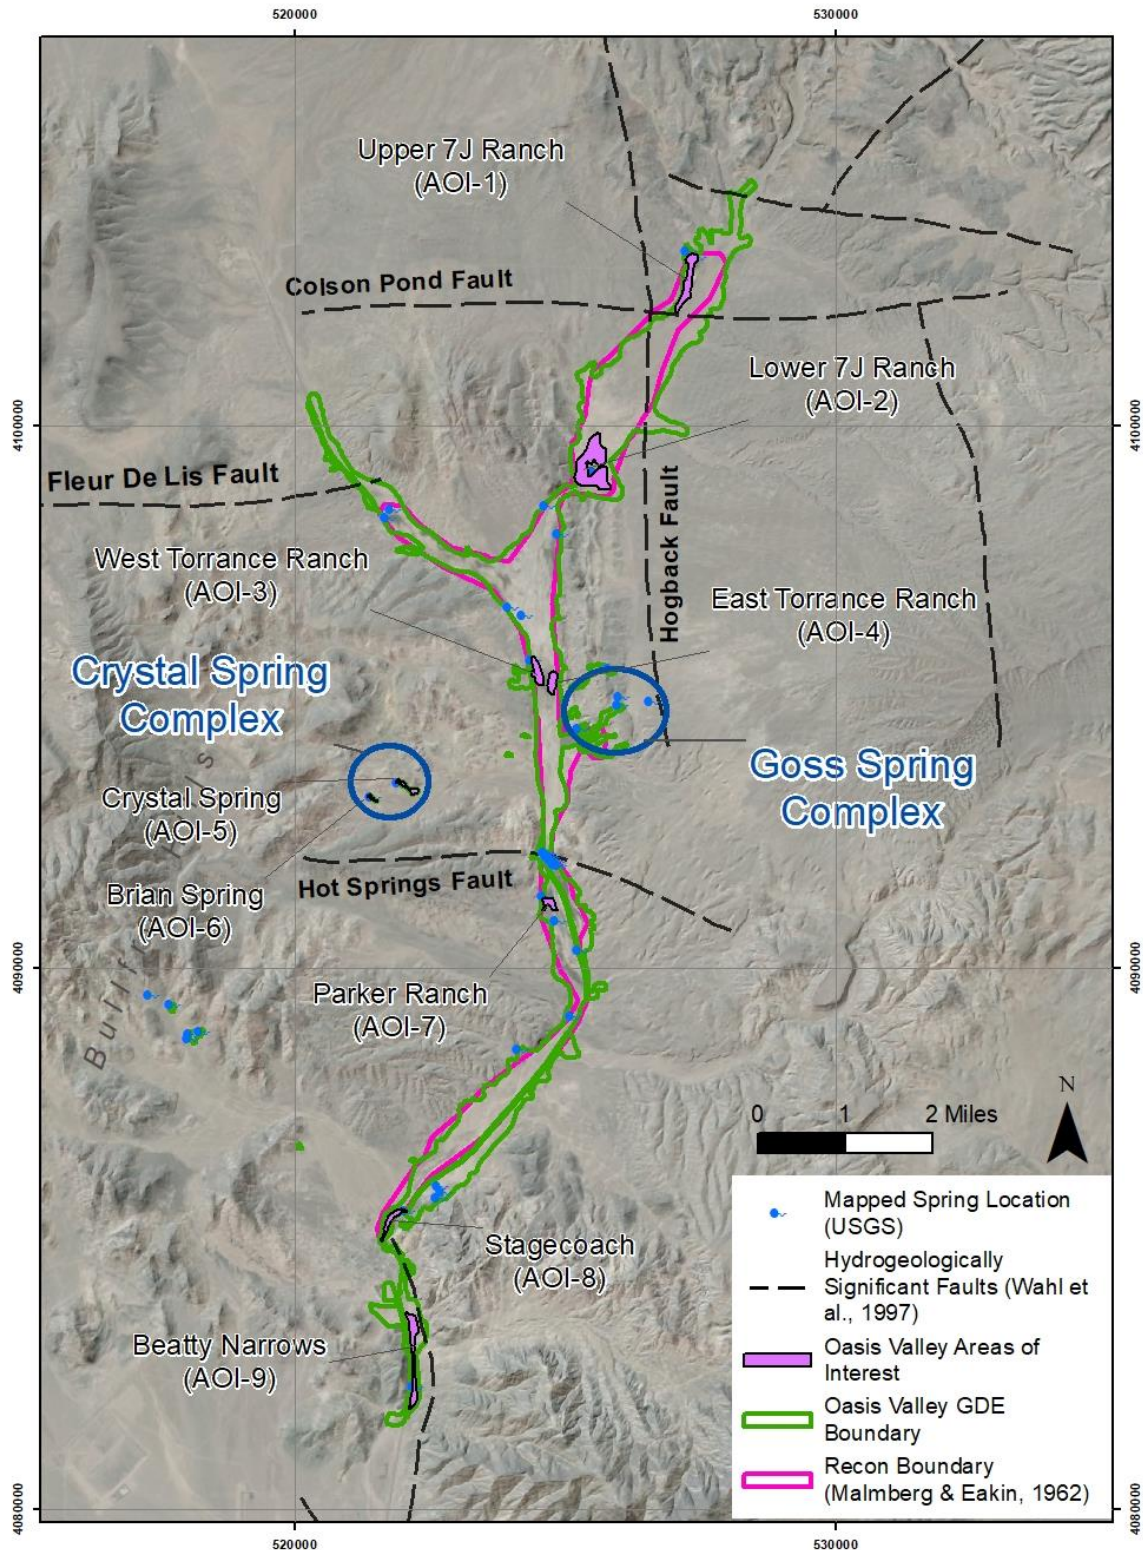 520000
530000
Upper 7J Ranch
(AOI-1)
Colson Pond Fault
Lower 7J Ranch
(AOI-2)
4100000
4100000
Fleur De Lis Fault
Hogback Fault
West Torrance Ranch
(AOI-3)
East Torrance Ranch
(AOI-4)
Crystal Spring
Complex
Goss Spring
Complex
Crystal Spring
(AOI-5)
Hot Springs Fault
Brian Spring
(AOI-6)
4090000
4090000
Parker Ranch
(AOI-7)
N
0 1 2 Miles
Stagecoach
(AOI-8)
Beatty Narrows
(AOI-9)
Mapped Spring Location
(USGS)
Hydrogeologically
Significant Faults (Wahl et
al., 1997)
Oasis Valley Areas of
Interest
Oasis Valley GDE
Boundary
Recon Boundary
(Malmberg & Eakin, 1962)
4080000
4080000
520000
530000